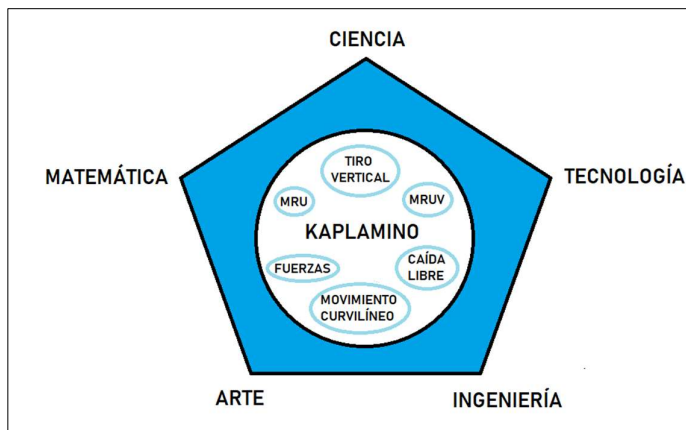 CIENCIA
MATEMÁTICA
TECNOLOGÍA
TIRO
VERTICAL
MRU
MRUV
KAPLAMINO
FUERZAS
CAÍDA
LIBRE
MOVIMIENTO
CURVILÍNEO
ARTE
INGENIERÍA